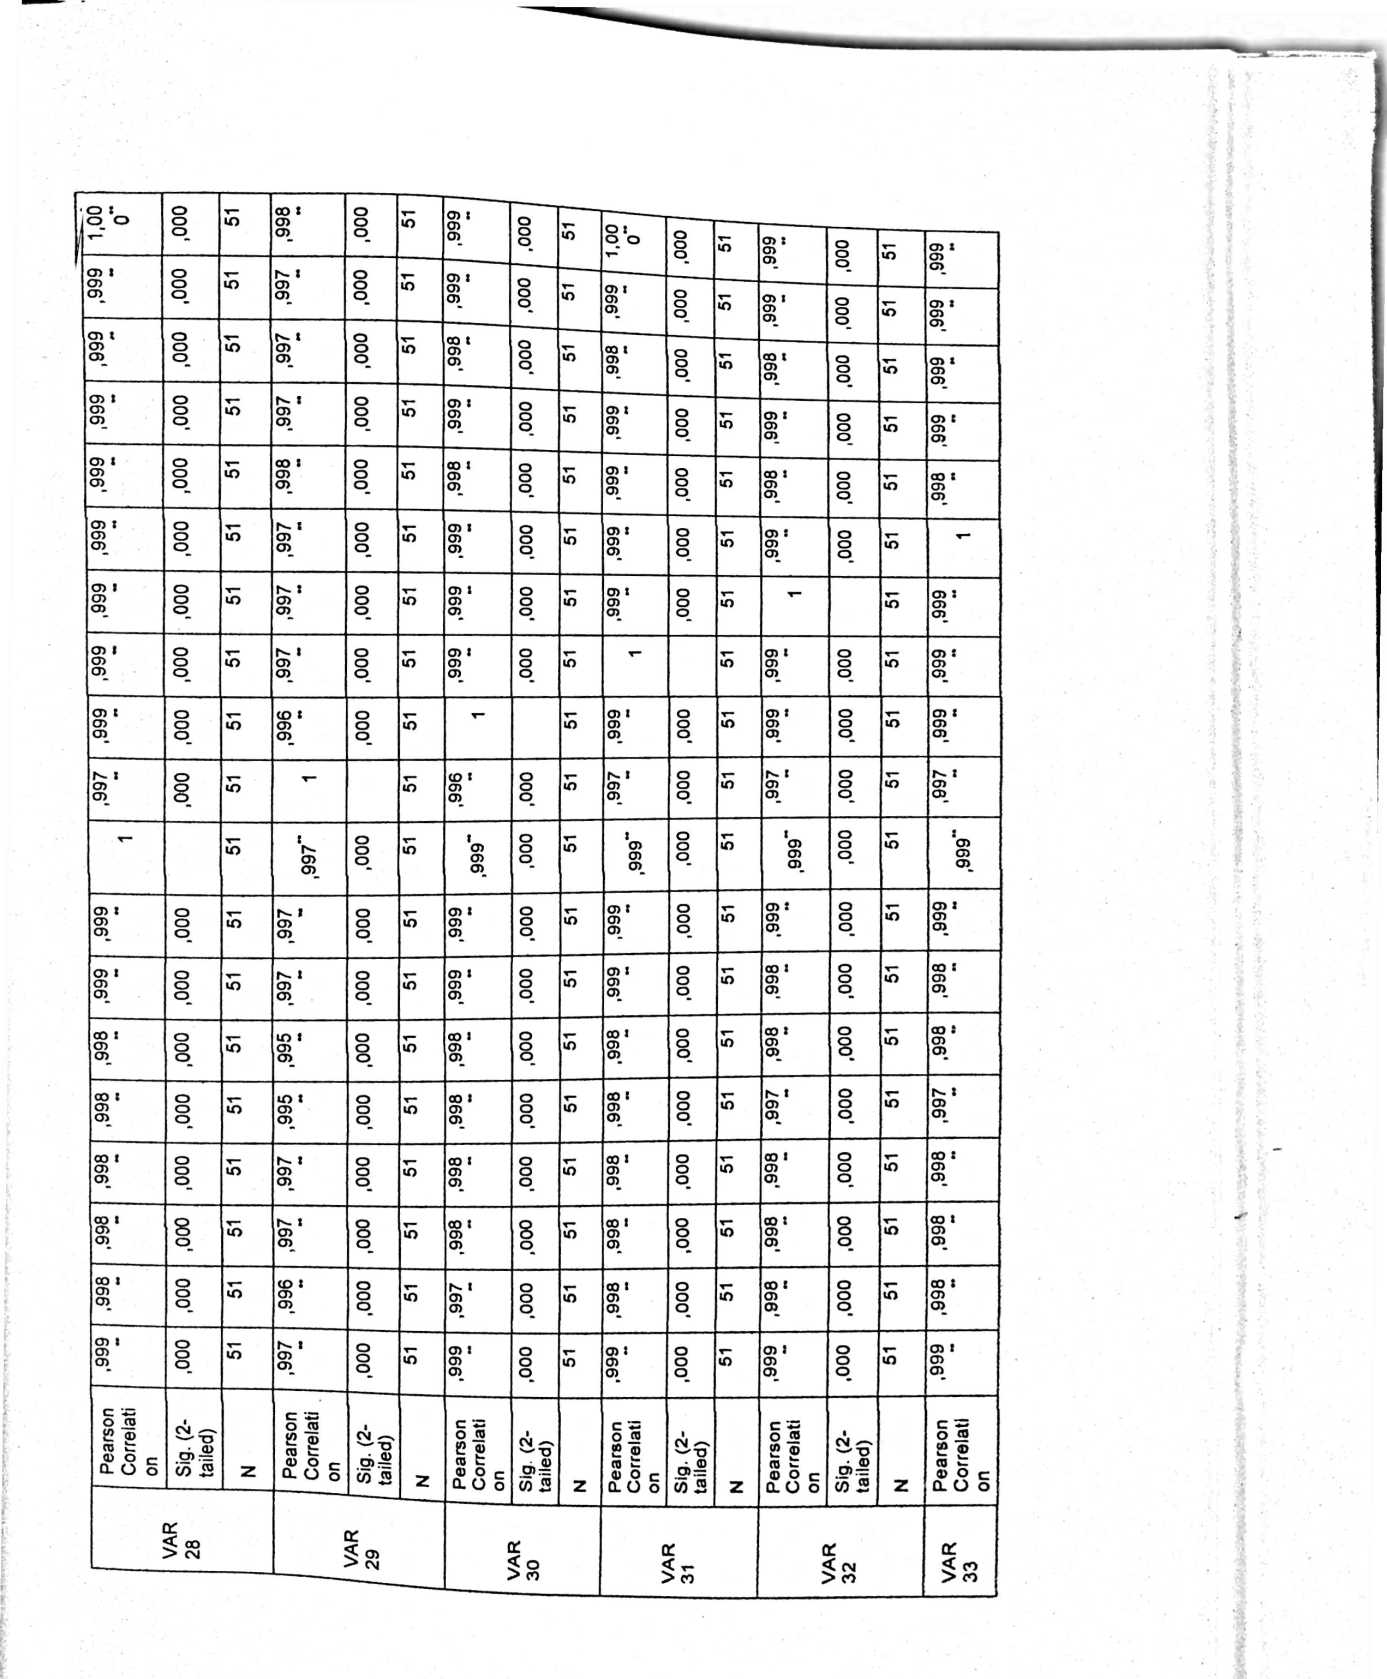 VAR 28 Pearson Correlati on ,999** ,998** ,998** ,998** ,998** ,998** ,999** ,999** 1 ,997** ,999** ,999** ,999** ,999** ,999** ,999** ,999** ,999** 1,00 0**
Sig. (2- tailed) ,000 ,000 ,000 ,000 ,000 ,000 ,000 ,000 ,000 ,000 ,000 ,000 ,000 ,000 ,000 ,000 ,000 ,000
N 51 51 51 51 51 51 51 51 51 51 51 51 51 51 51 51 51 51 51
VAR 29 Pearson Correlati on ,997** ,996** ,997** ,997** ,995** ,995** ,997** ,997** ,997** 1 ,996** ,997** ,997** ,997** ,998** ,997** ,997** ,997** ,998**
Sig. (2- tailed) ,000 ,000 ,000 ,000 ,000 ,000 ,000 ,000 ,000 ,000 ,000 ,000 ,000 ,000 ,000 ,000 ,000 ,000
N 51 51 51 51 51 51 51 51 51 51 51 51 51 51 51 51 51 51 51
VAR 30 Pearson Correlati on ,999** ,997** ,998** ,998** ,998** ,998** ,999** ,999** ,999** ,996** 1 ,999** ,999** ,999** ,998** ,999** ,998** ,999** ,999**
Sig. (2- tailed) ,000 ,000 ,000 ,000 ,000 ,000 ,000 ,000 ,000 ,000 ,000 ,000 ,000 ,000 ,000 ,000 ,000 ,000
N 51 51 51 51 51 51 51 51 51 51 51 51 51 51 51 51 51 51 51
VAR 31 Pearson Correlati on ,999** ,998** ,998** ,998** ,998** ,998** ,999** ,999** ,999** ,997** ,999** 1 ,999** ,999** ,999** ,999** ,998** ,999** 1,00 0**
Sig. (2- tailed) ,000 ,000 ,000 ,000 ,000 ,000 ,000 ,000 ,000 ,000 ,000 ,000 ,000 ,000 ,000 ,000 ,000 ,000
N 51 51 51 51 51 51 51 51 51 51 51 51 51 51 51 51 51 51 51
VAR 32 Pearson Correlati on ,999** ,998** ,998** ,998** ,997** ,998** ,998** ,999** ,999** ,997** ,999** ,999** 1 ,999** ,998** ,999** ,998** ,999** ,999**
Sig. (2- tailed) ,000 ,000 ,000 ,000 ,000 ,000 ,000 ,000 ,000 ,000 ,000 ,000 ,000 ,000 ,000 ,000 ,000 ,000
N 51 51 51 51 51 51 51 51 51 51 51 51 51 51 51 51 51 51 51
VAR 33 Pearson Correlati on ,999** ,998** ,998** ,998** ,997** ,998** ,998** ,999** ,999** ,997** ,999** ,999** ,999** 1 ,998** ,999** ,999** ,999** ,999**